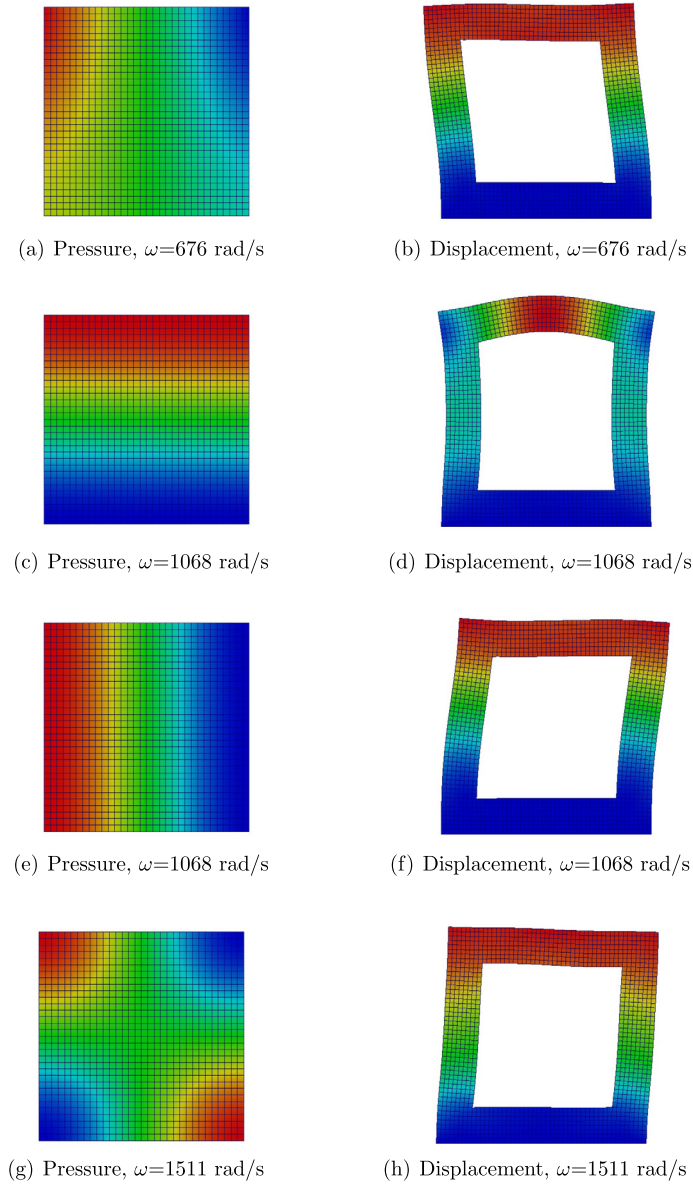 (a) Pressure, ω=676 rad/s
(b) Displacement, ω=676 rad/s
(c) Pressure, ω=1068 rad/s
(d) Displacement, ω=1068 rad/s
(e) Pressure, ω=1068 rad/s
(f) Displacement, ω=1068 rad/s
(g) Pressure, ω=1511 rad/s
(h) Displacement, ω=1511 rad/s